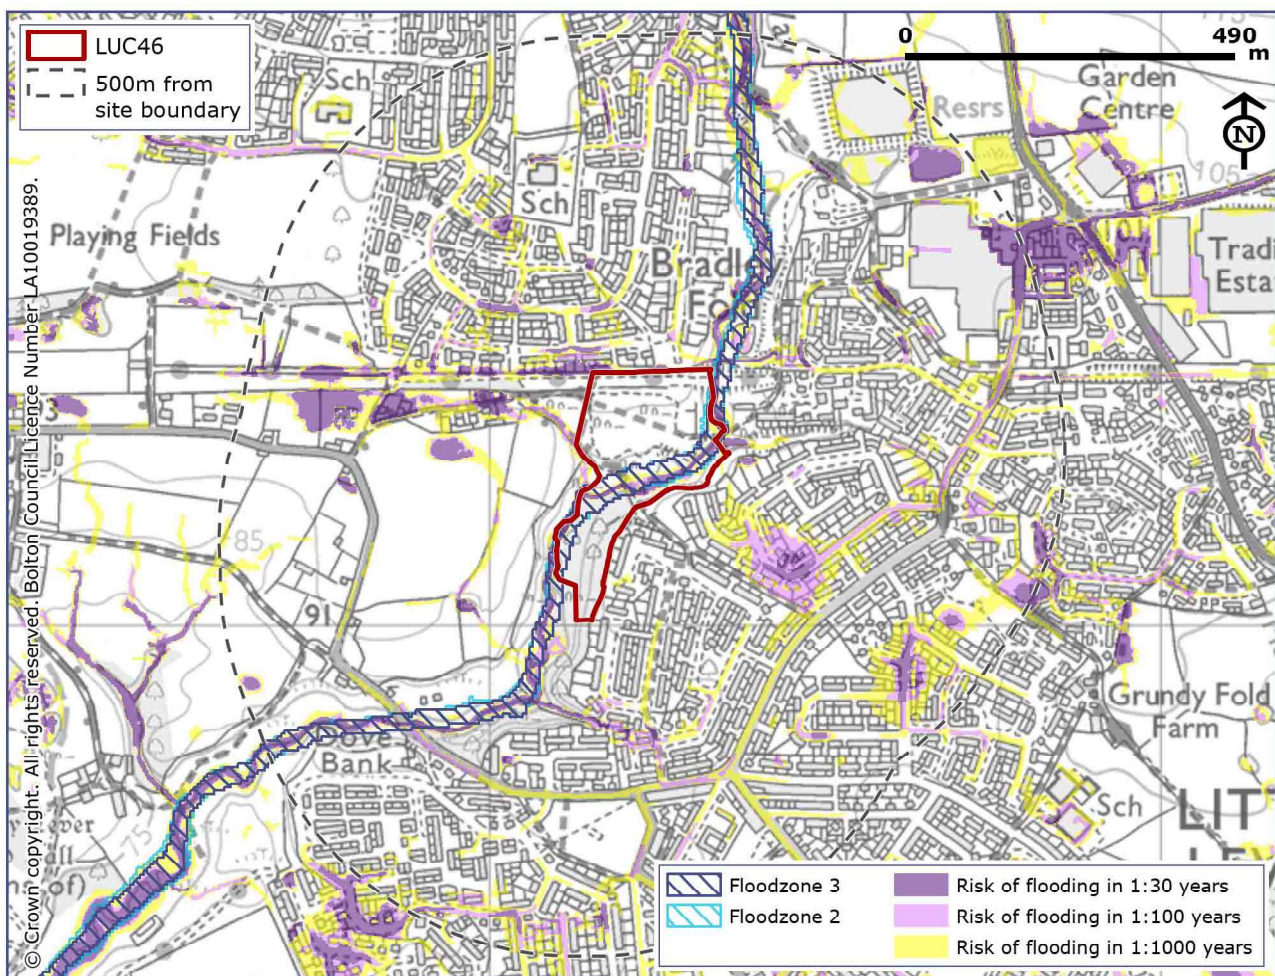 LUC46
500m from
site boundary
0
490
m
N
Sch
Garden
Centre
Resrs
105
Sch
Playing Fields
Tradi
Esta
85
91
Grundy Fold
Farm
Bank
Sch
75
LIT
Floodzone 3
Floodzone 2
Risk of flooding in 1:30 years
Risk of flooding in 1:100 years
Risk of flooding in 1:1000 years
© Crown copyright. All rights reserved. Bolton Council Licence Number LA100019389.